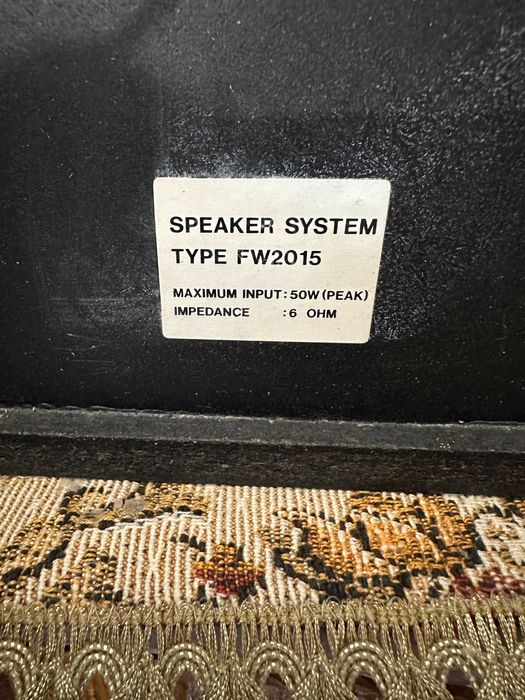 SPEAKER SYSTEM
TYPE FW2015
MAXIMUM INPUT: 50W (PEAK)
IMPEDANCE : 6 OHM